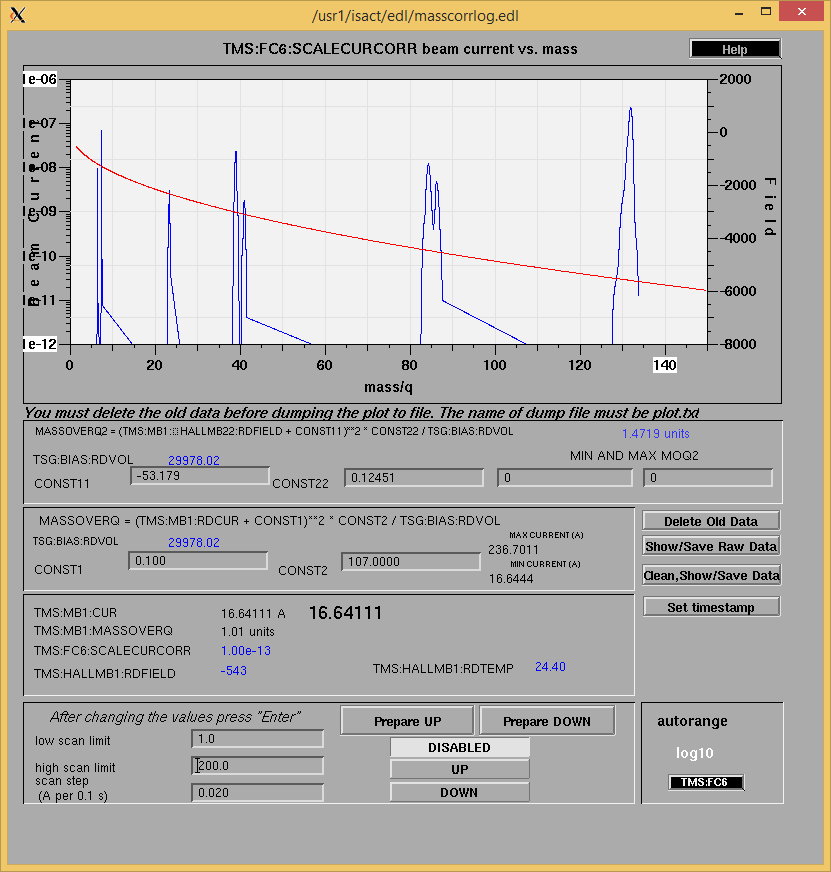 /usr1/isact/edl/masscorrlog.edl
TMS:FC6:SCALECURCORR beam current vs. mass
Help
1e-06
1e-07
1e-08
1e-09
1e-10
1e-11
1e-12
Beam Current
2000
0
-2000
-4000
-6000
-8000
Field
0 20 40 60 80 100 120 140
mass/q
You must delete the old data before dumping the plot to file. The name of dump file must be plot.txt
MASSOVERQ2 = (TMS:MB1: HALLMB22:RDFIELD + CONST11)**2 * CONST22 / TSG:BIAS:RDVOL
1.4719 units
TSG:BIAS:RDVOL 29978.02
MIN AND MAX MOQ2
CONST11 -53.179 CONST22 0.12451 0 0
MASSOVERQ = (TMS:MB1:RDCUR + CONST1)**2 * CONST2 / TSG:BIAS:RDVOL
TSG:BIAS:RDVOL 29978.02
MAX CURRENT (A)
236.7011
CONST1 0.100 CONST2 107.0000
MIN CURRENT (A)
16.6444
Delete Old Data
Show/Save Raw Data
Clean,Show/Save Data
Set timestamp
TMS:MB1:CUR 16.64111 A 16.64111
TMS:MB1:MASSOVERQ 1.01 units
TMS:FC6:SCALECURCORR 1.00e-13
TMS:HALLMB1:RDFIELD -543
TMS:HALLMB1:RDTEMP 24.40
After changing the values press "Enter"
low scan limit 1.0
high scan limit 200.0
scan step
(A per 0.1 s) 0.020
Prepare UP
Prepare DOWN
DISABLED
UP
DOWN
autorange
log10
TMS:FC6